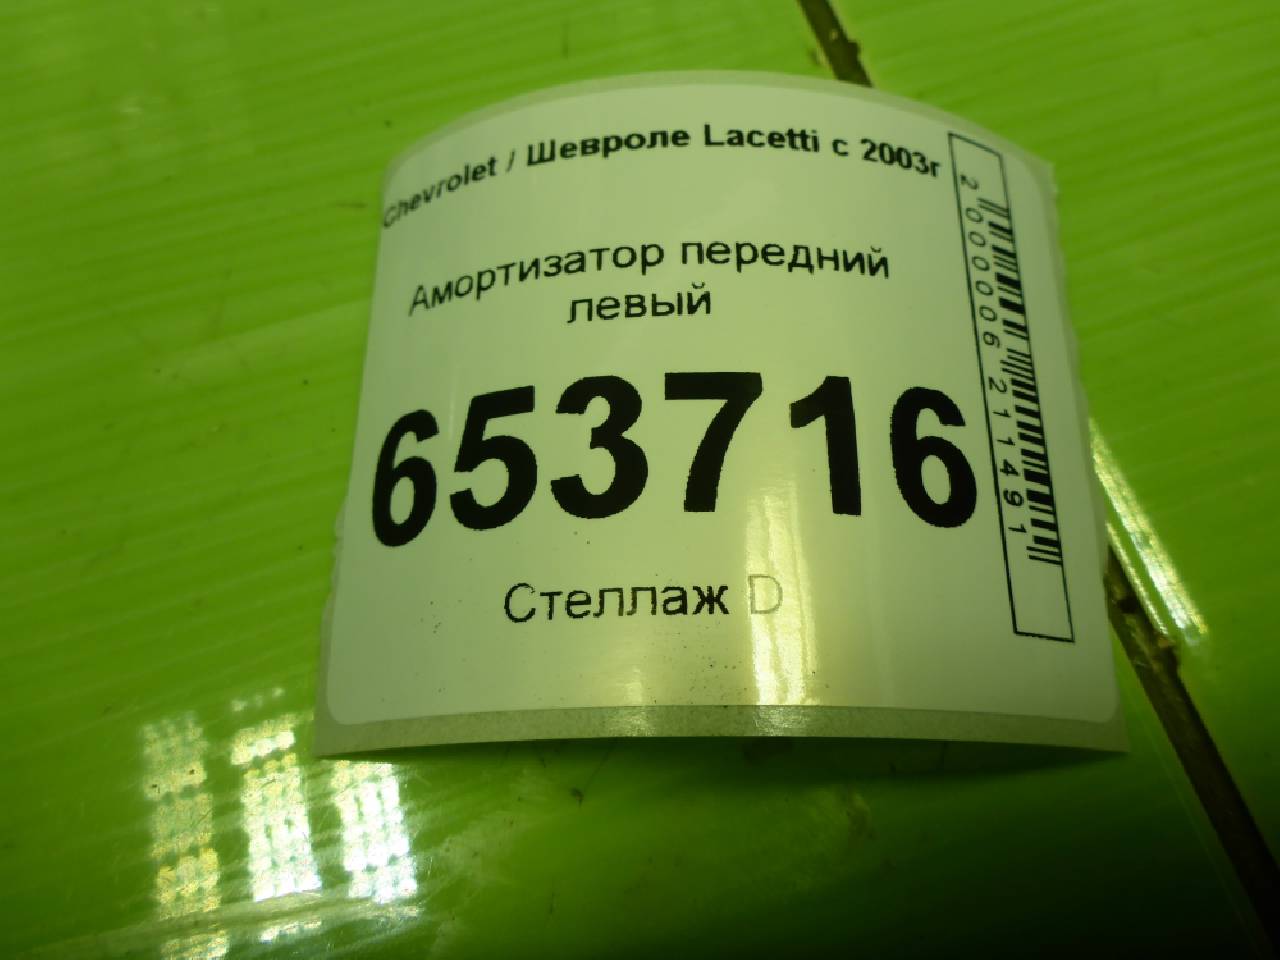 Chevrolet / Шевроле Lacetti с 2003г
Амортизатор передний
левый
653716
Стеллаж D
2000006211491